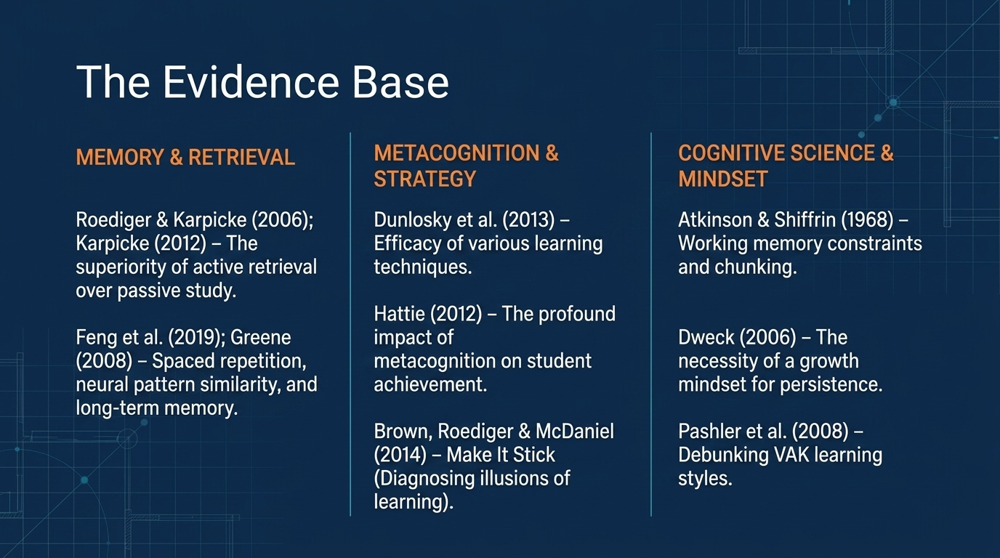 The Evidence Base
MEMORY & RETRIEVAL
Roediger & Karpicke (2006);
Karpicke (2012) – The
superiority of active retrieval
over passive study.
Feng et al. (2019); Greene
(2008) – Spaced repetition,
neural pattern similarity, and
long-term memory.
METACOGNITION &
STRATEGY
Dunlosky et al. (2013) –
Efficacy of various learning
techniques.
Hattie (2012) – The profound
impact of
metacognition on student
achievement.
Brown, Roediger & McDaniel
(2014) – Make It Stick
(Diagnosing illusions of
learning).
COGNITIVE SCIENCE &
MINDSET
Atkinson & Shiffrin (1968) –
Working memory constraints
and chunking.
Dweck (2006) – The
necessity of a growth
mindset for persistence.
Pashler et al. (2008) –
Debunking VAK learning
styles.